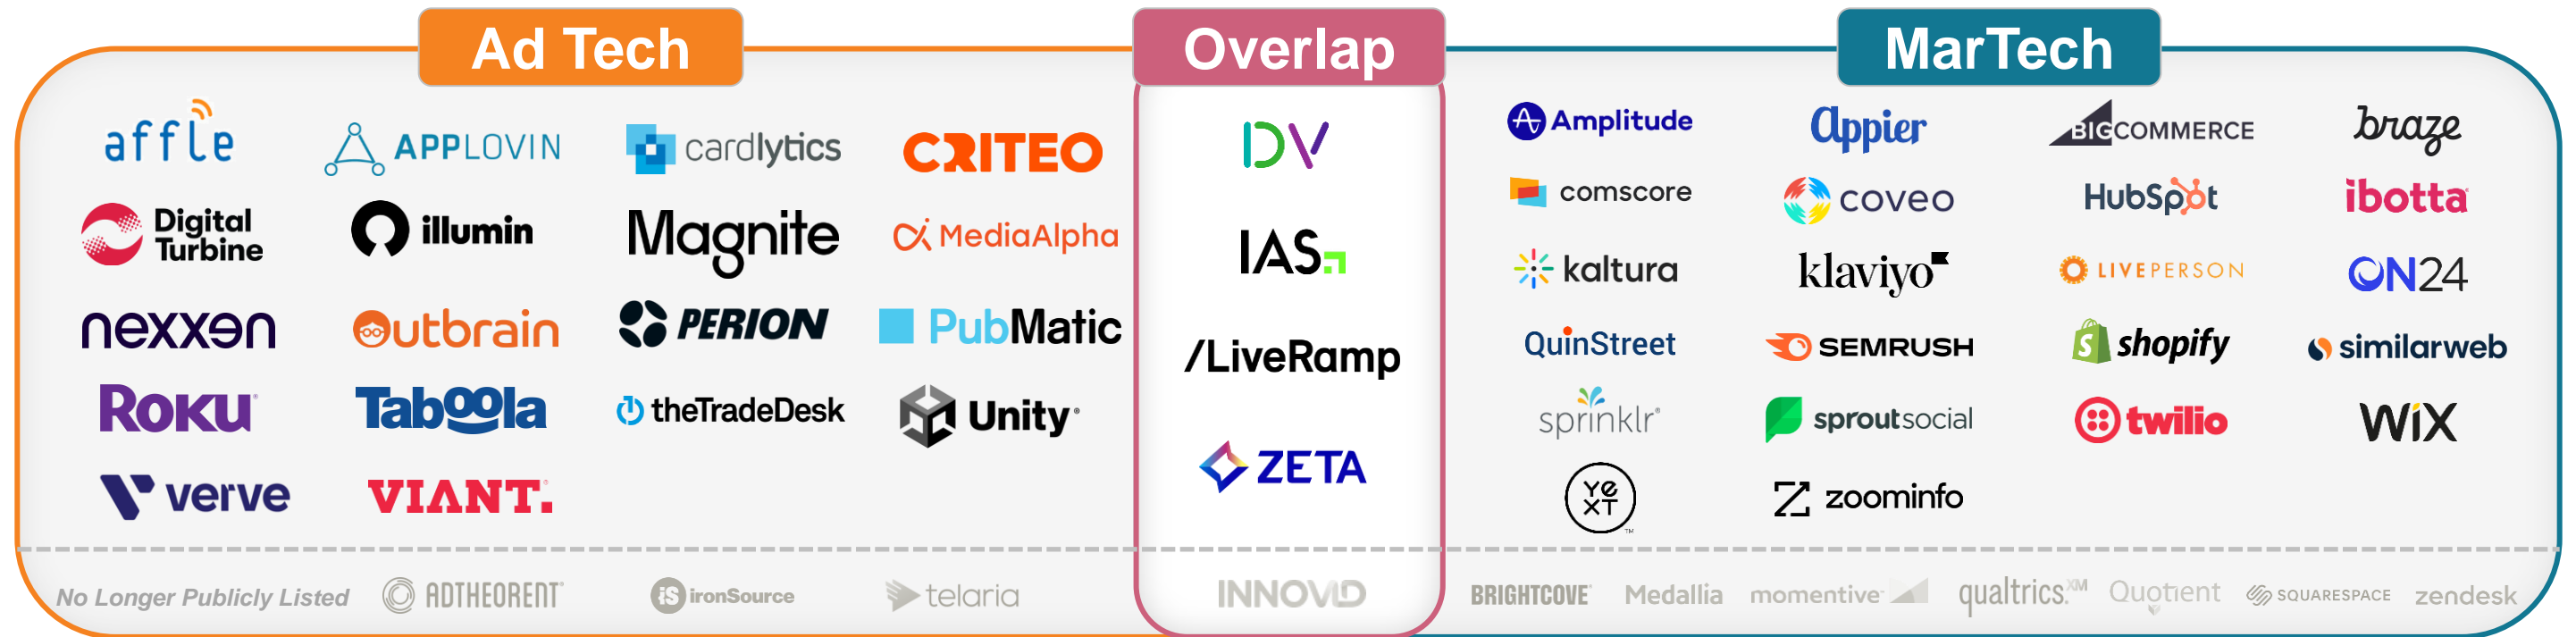 Ad Tech
Overlap
MarTech
affle
APPLOVIN
cardlytics
CRITEO
Digital
Turbine
illumin
Magnite
MediaAlpha
nexxen
Outbrain
PERION
PubMatic
ROKU
Taboola
theTradeDesk
Unity
verve
VIANT.
DV
IAS
/LiveRamp
ZETA
Amplitude
appier
BIGCOMMERCE
braze
comscore
coveo
HubSpot
ibotta
kaltura
klaviyo
LIVEPERSON
ON24
QuinStreet
SEMRUSH
shopify
similarweb
sprinklr
sproutsocial
twilio
WiX
YEXT
zoominfo
No Longer Publicly Listed
ADTHEORENT
iS ironSource
telaria
INNOVID
BRIGHTCOVE
Medallia
momentive
qualtrics.XM
Quotient
SQUARESPACE
zendesk